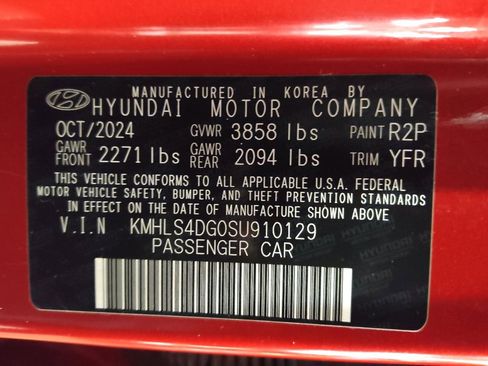 MANUFACTURED IN KOREA BY
HYUNDAI MOTOR COMPANY
OCT/2024 GVWR 3858 lbs PAINT R2P
GAWR FRONT 2271 lbs GAWR REAR 2094 lbs TRIM YFR
THIS VEHICLE CONFORMS TO ALL APPLICABLE U.S.A. FEDERAL
MOTOR VEHICLE SAFETY, BUMPER, AND THEFT PREVENTION STANDARDS
IN EFFECT ON THE DATE OF MANUFACTURE SHOWN ABOVE
V.I.N KMHLS4DG0SU910129
PASSENGER CAR